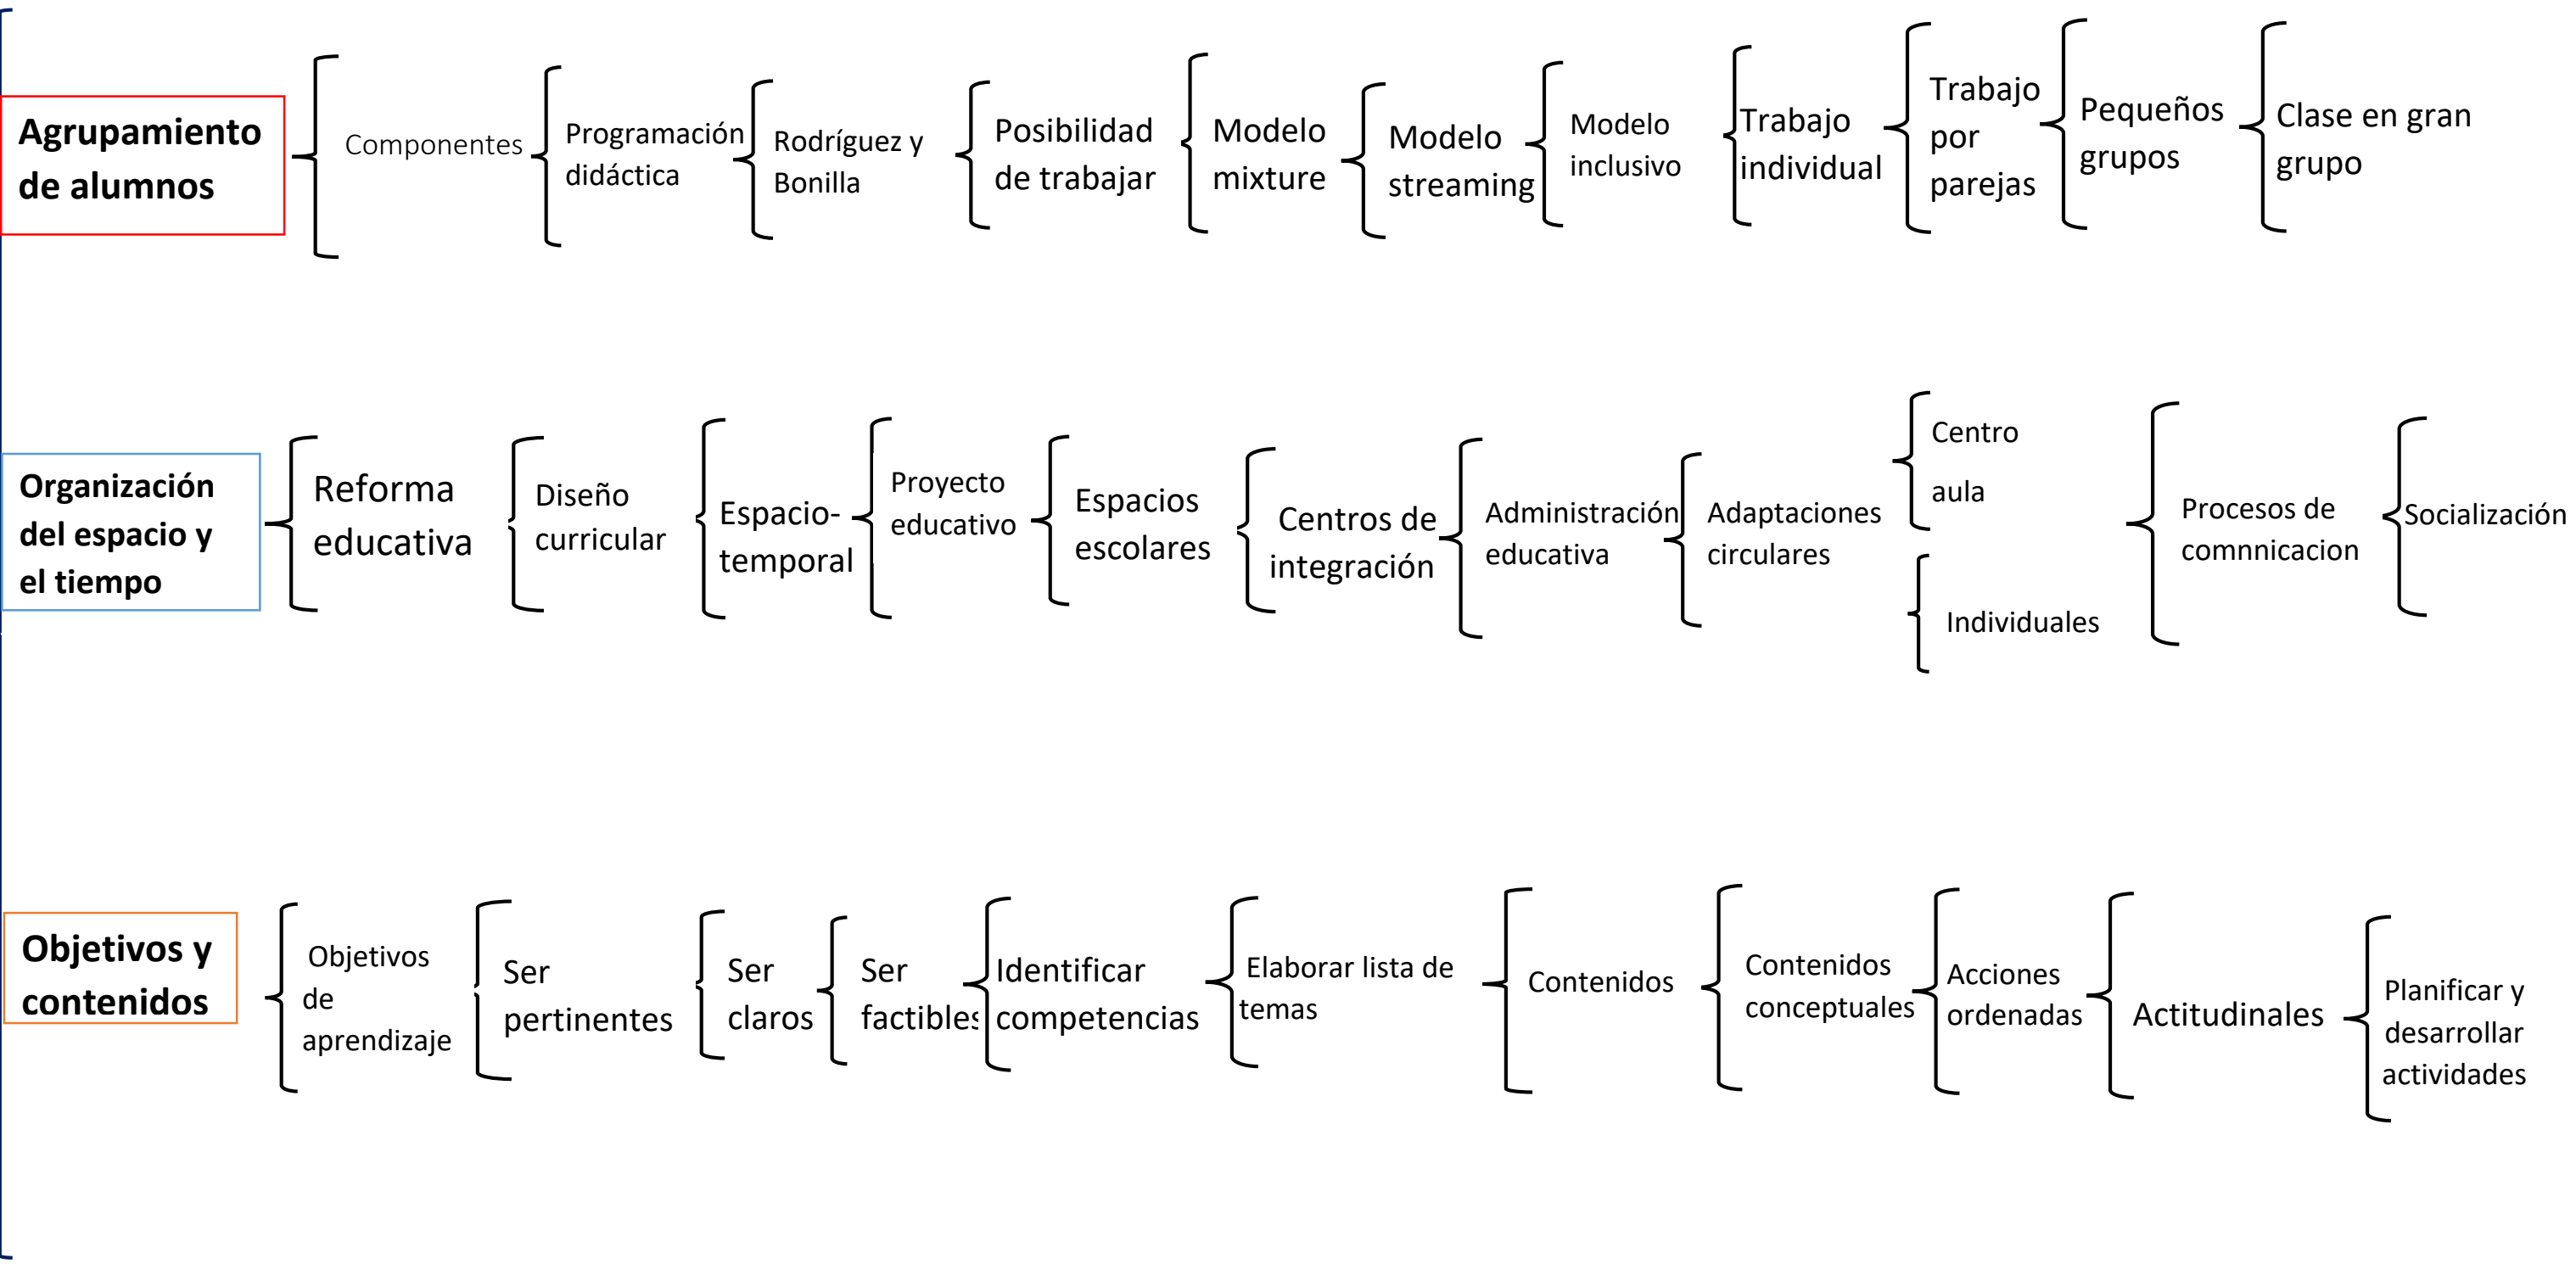 Agrupamiento
de alumnos
Componentes
Programación
didáctica
Rodríguez y
Bonilla
Posibilidad
de trabajar
Modelo
mixture
Modelo
streaming
Modelo
inclusivo
Trabajo
individual
Trabajo
por
parejas
Pequeños
grupos
Clase en gran
grupo
Organización
del espacio y
el tiempo
Reforma
educativa
Diseño
curricular
Espacio-
temporal
Proyecto
educativo
Espacios
escolares
Centros de
integración
Administración
educativa
Adaptaciones
circulares
Centro
aula
Individuales
Procesos de
comnnicacion
Socialización
Objetivos y
contenidos
Objetivos
de
aprendizaje
Ser
pertinentes
Ser
claros
Ser
factibles
Identificar
competencias
Elaborar lista de
temas
Contenidos
Contenidos
conceptuales
Acciones
ordenadas
Actitudinales
Planificar y
desarrollar
actividades